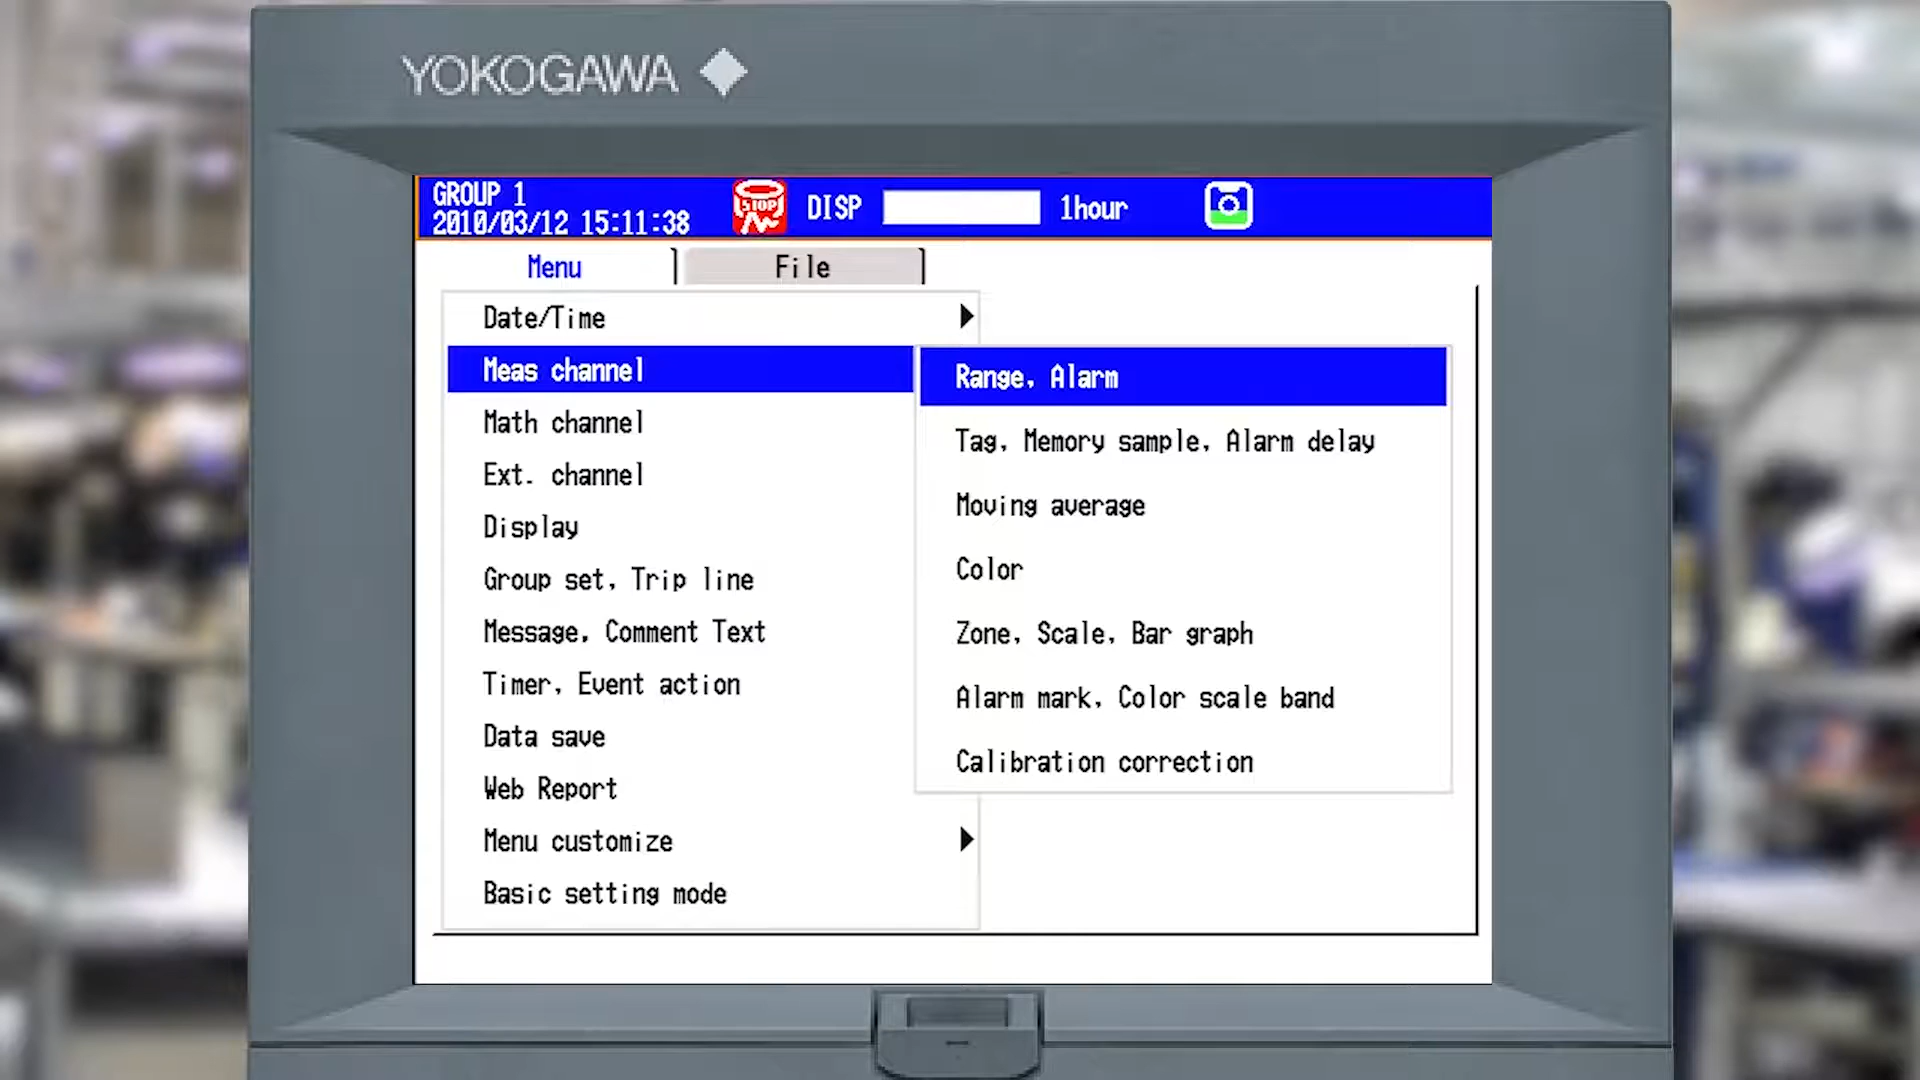 YOKOGAWA
GROUP 1
2010/03/12 15:11:38
STOP
DISP
1hour
Menu
File
Date/Time
Meas channel
Math channel
Ext. channel
Display
Group set, Trip line
Message, Comment Text
Timer, Event action
Data save
Web Report
Menu customize
Basic setting mode
Range, Alarm
Tag, Memory sample, Alarm delay
Moving average
Color
Zone, Scale, Bar graph
Alarm mark, Color scale band
Calibration correction